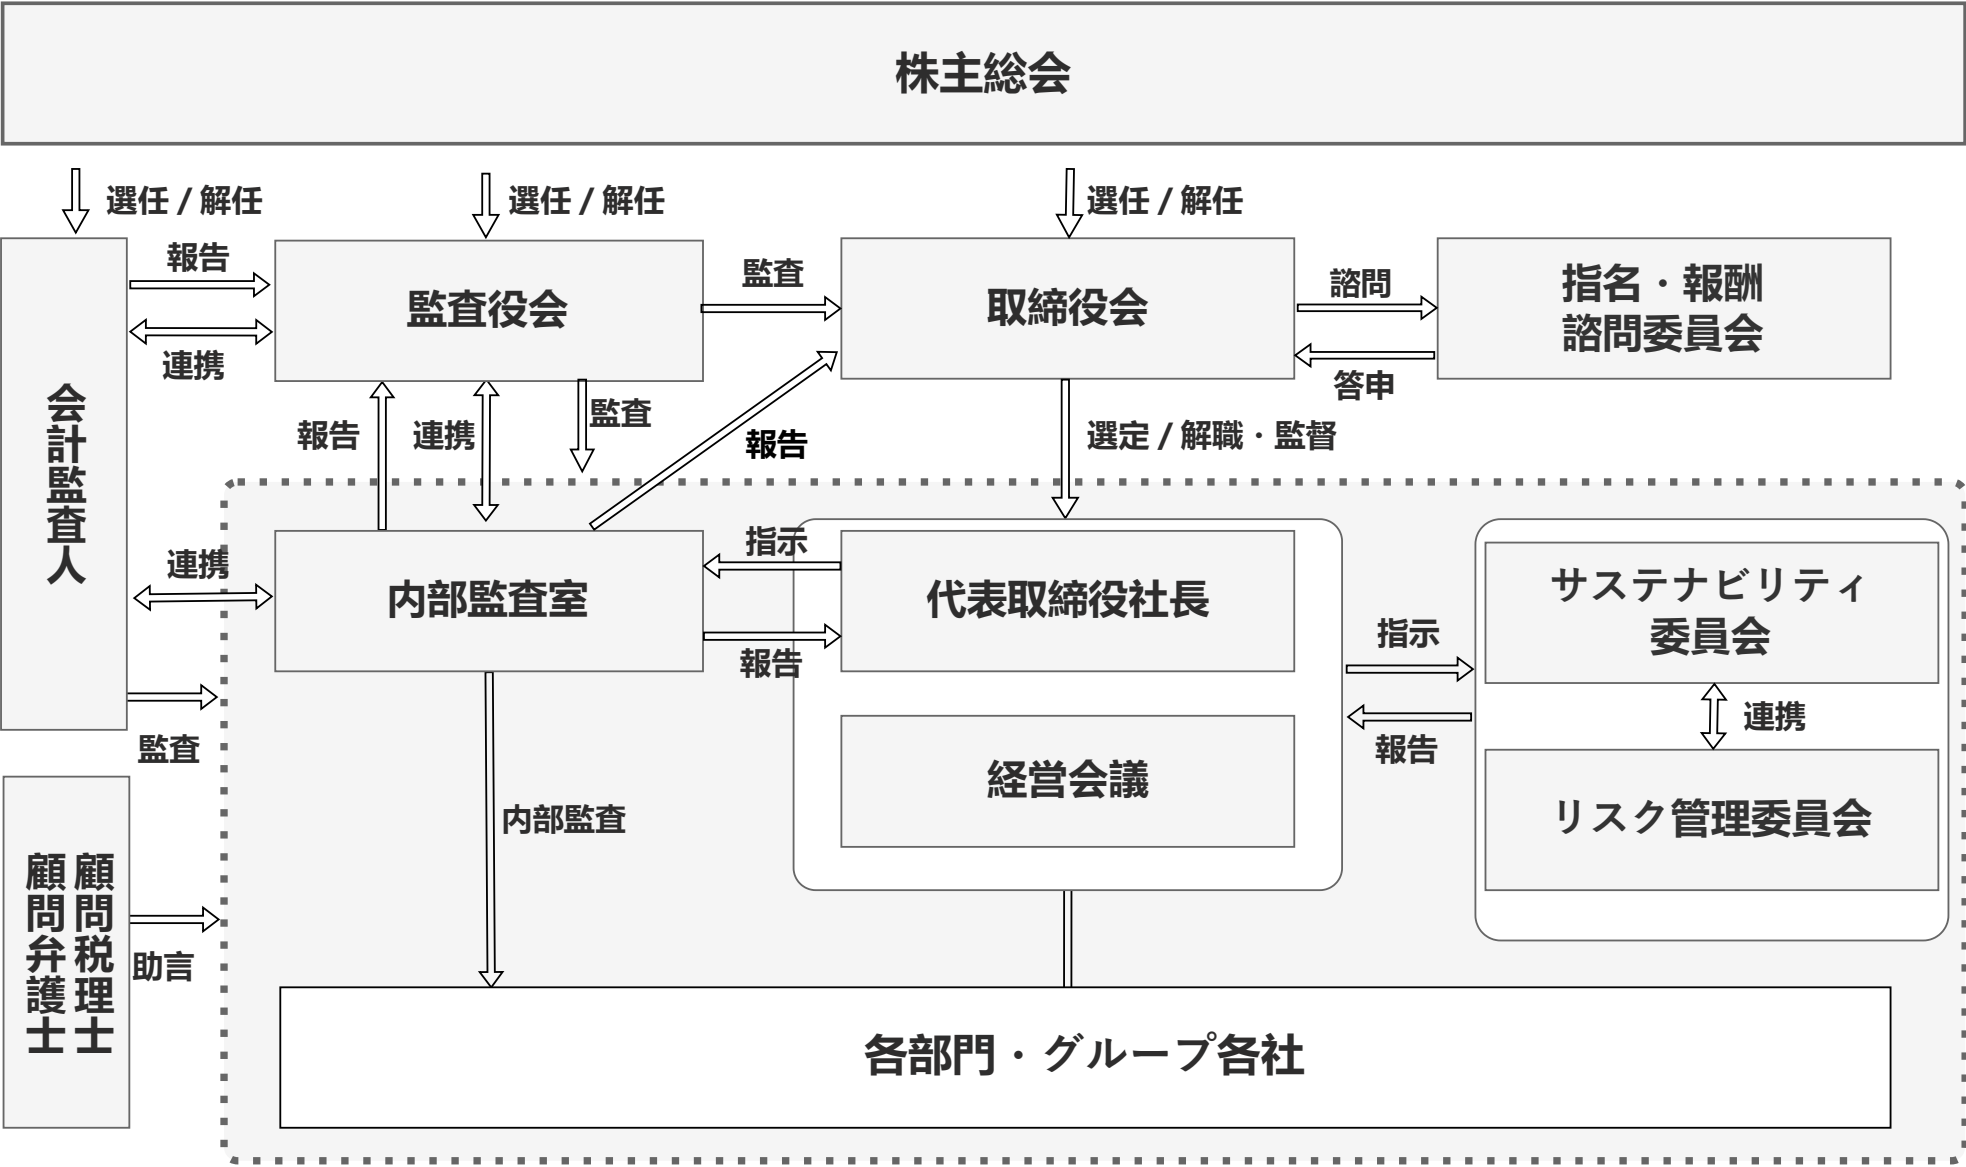 株主総会
選任 / 解任
選任 / 解任
選任 / 解任
報告
連携
監査役会
監査
取締役会
諮問
答申
指名・報酬
諮問委員会
会計監査人
報告
連携
監査
報告
選定 / 解職・監督
連携
内部監査室
指示
報告
代表取締役社長
経営会議
指示
報告
サステナビリティ
委員会
連携
リスク管理委員会
監査
内部監査
顧問税理士
顧問弁護士
助言
各部門・グループ各社